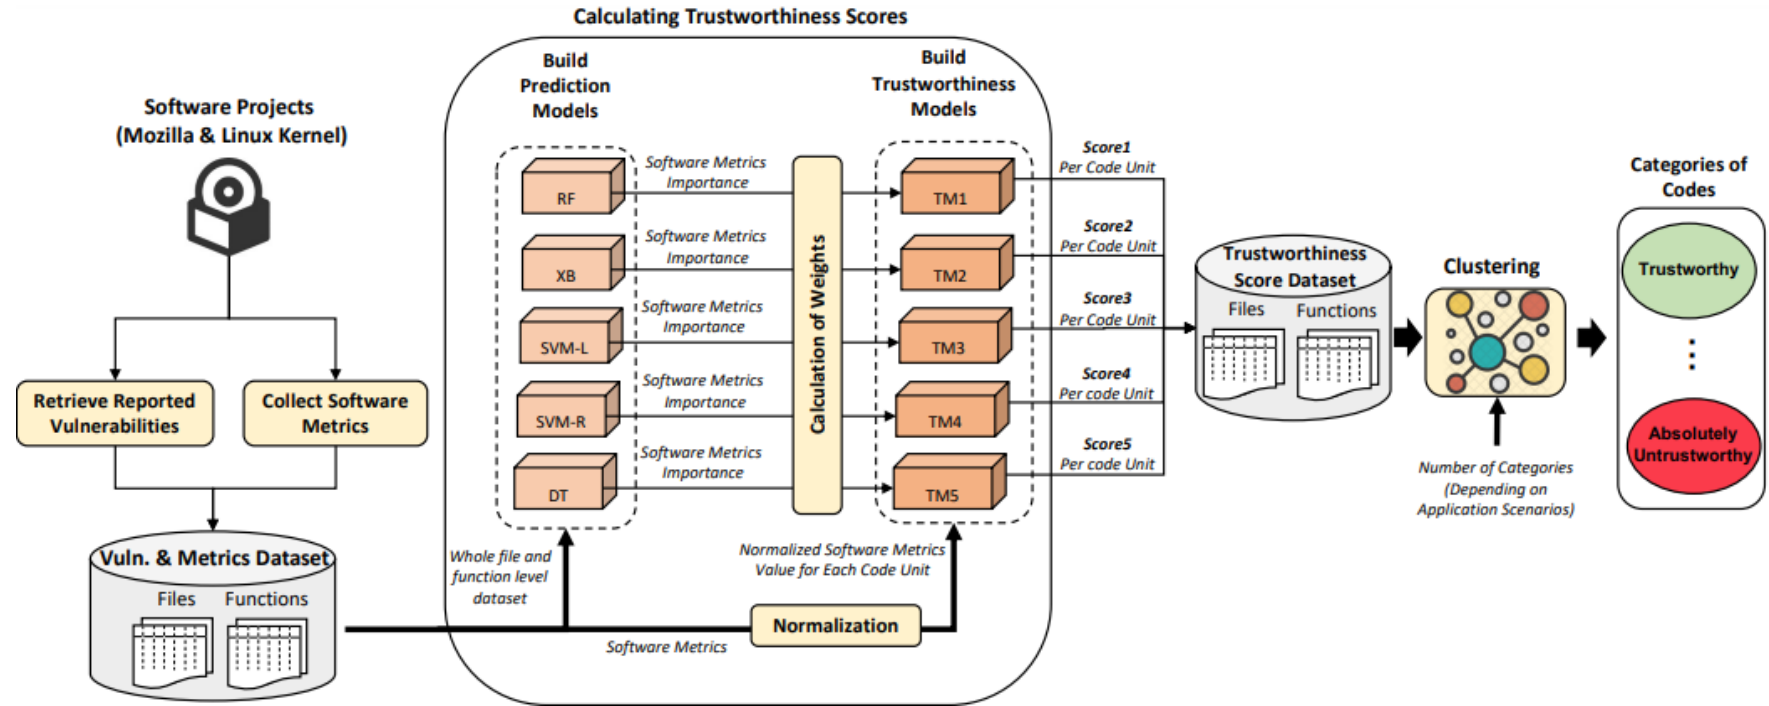 Calculating Trustworthiness Scores
Software Projects
(Mozilla & Linux Kernel)
Retrieve Reported
Vulnerabilities
Collect Software
Metrics
Vuln. & Metrics Dataset
Files
Functions
Build
Prediction
Models
RF
XB
SVM-L
SVM-R
DT
Software Metrics
Importance
Software Metrics
Importance
Software Metrics
Importance
Software Metrics
Importance
Software Metrics
Importance
Calculation of Weights
Build
Trustworthiness
Models
TM1
TM2
TM3
TM4
TM5
Whole file and
function level
dataset
Software Metrics
Normalization
Normalized Software Metrics
Value for Each Code Unit
Score1
Per Code Unit
Score2
Per Code Unit
Score3
Per Code Unit
Score4
Per code Unit
Score5
Per code Unit
Trustworthiness
Score Dataset
Files
Functions
Clustering
Number of Categories
(Depending on
Application Scenarios)
Categories of
Codes
Trustworthy
Absolutely
Untrustworthy